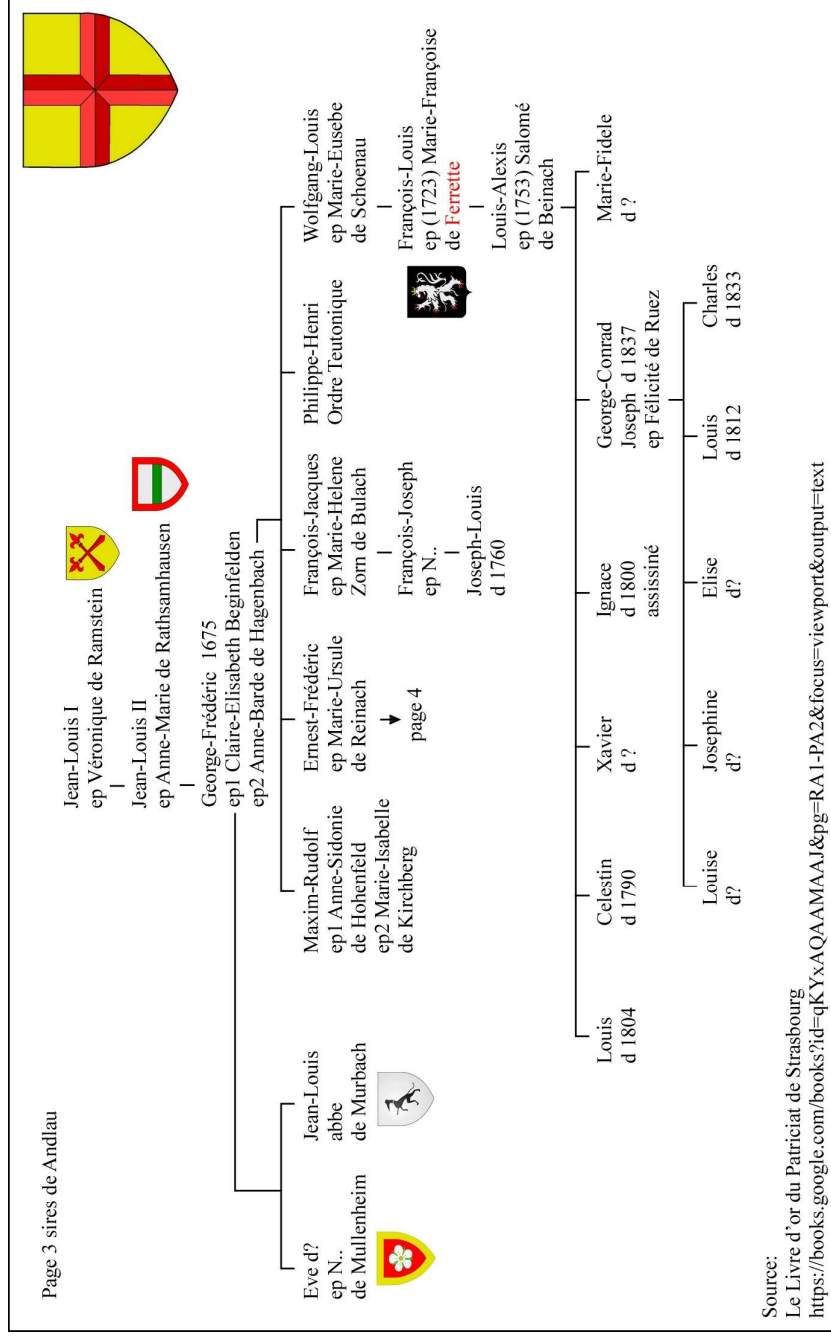 Page 3 sires de Andlau
Jean-Louis I
ep Véronique de Ramstein
Jean-Louis II
ep Anne-Marie de Rathsamhausen
George-Frédéric 1675
ep1 Claire-Elisabeth Beginfelden
ep2 Anne-Barde de Hagenbach
Eve d?
ep N..
de Mullenheim
Jean-Louis
abbe
de Murbach
Maxim-Rudolf
ep1 Anne-Sidonie
de Hohenfeld
ep2 Marie-Isabelle
de Kirchberg
Ernest-Frédéric
ep Marie-Ursule
de Reinach
page 4
François-Jacques
ep Marie-Helene
Zorn de Bulach
François-Joseph
ep N..
Joseph-Louis
d 1760
Philippe-Henri
Ordre Teutonique
Wolfgang-Louis
ep Marie-Eusebe
de Schoenau
François-Louis
ep (1723) Marie-Françoise
de Ferrette
Louis-Alexis
ep (1753) Salomé
de Beinach
Louis
d 1804
Celestin
d 1790
Xavier
d ?
Ignace
d 1800
assissiné
George-Conrad
Joseph d 1837
ep Félicité de Ruez
Marie-Fidele
d ?
Louise
d?
Josephine
d?
Elise
d?
Louis
d 1812
Charles
d 1833
Source:
Le Livre d'or du Patriciat de Strasbourg
https://books.google.com/books?id=qKYxAQAAMAAJ&pg=RA1-PA2&focus=viewport&output=text